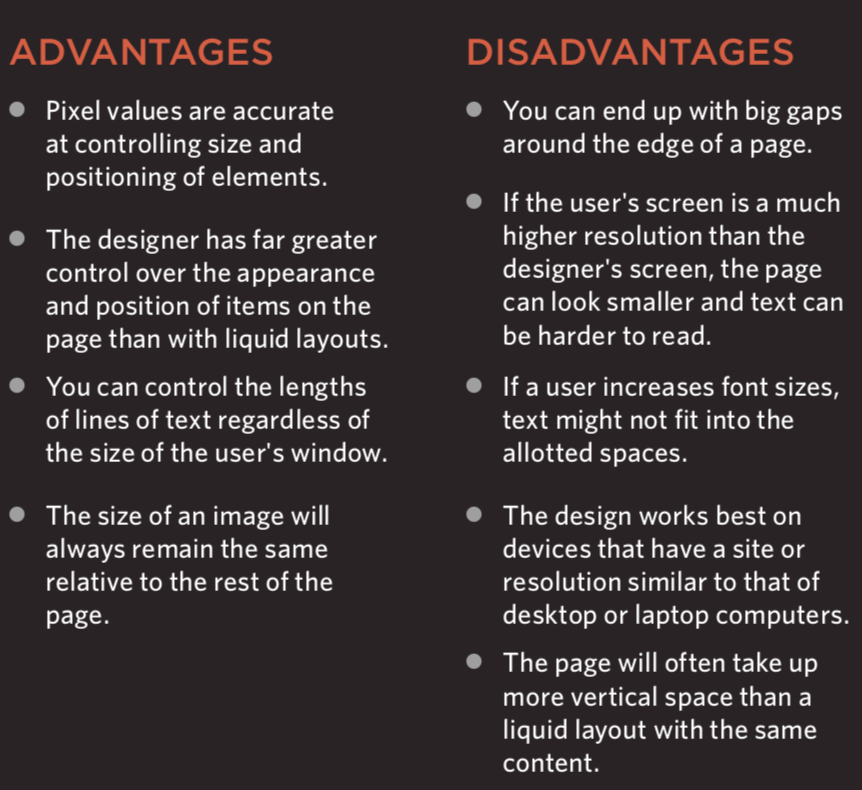 ADVANTAGES
Pixel values are accurate
at controlling size and
positioning of elements.
The designer has far greater
control over the appearance
and position of items on the
page than with liquid layouts.
You can control the lengths
of lines of text regardless of
the size of the user's window.
The size of an image will
always remain the same
relative to the rest of the
page.
DISADVANTAGES
You can end up with big gaps
around the edge of a page.
If the user's screen is a much
higher resolution than the
designer's screen, the page
can look smaller and text can
be harder to read.
If a user increases font sizes,
text might not fit into the
allotted spaces.
The design works best on
devices that have a site or
resolution similar to that of
desktop or laptop computers.
The page will often take up
more vertical space than a
liquid layout with the same
content.